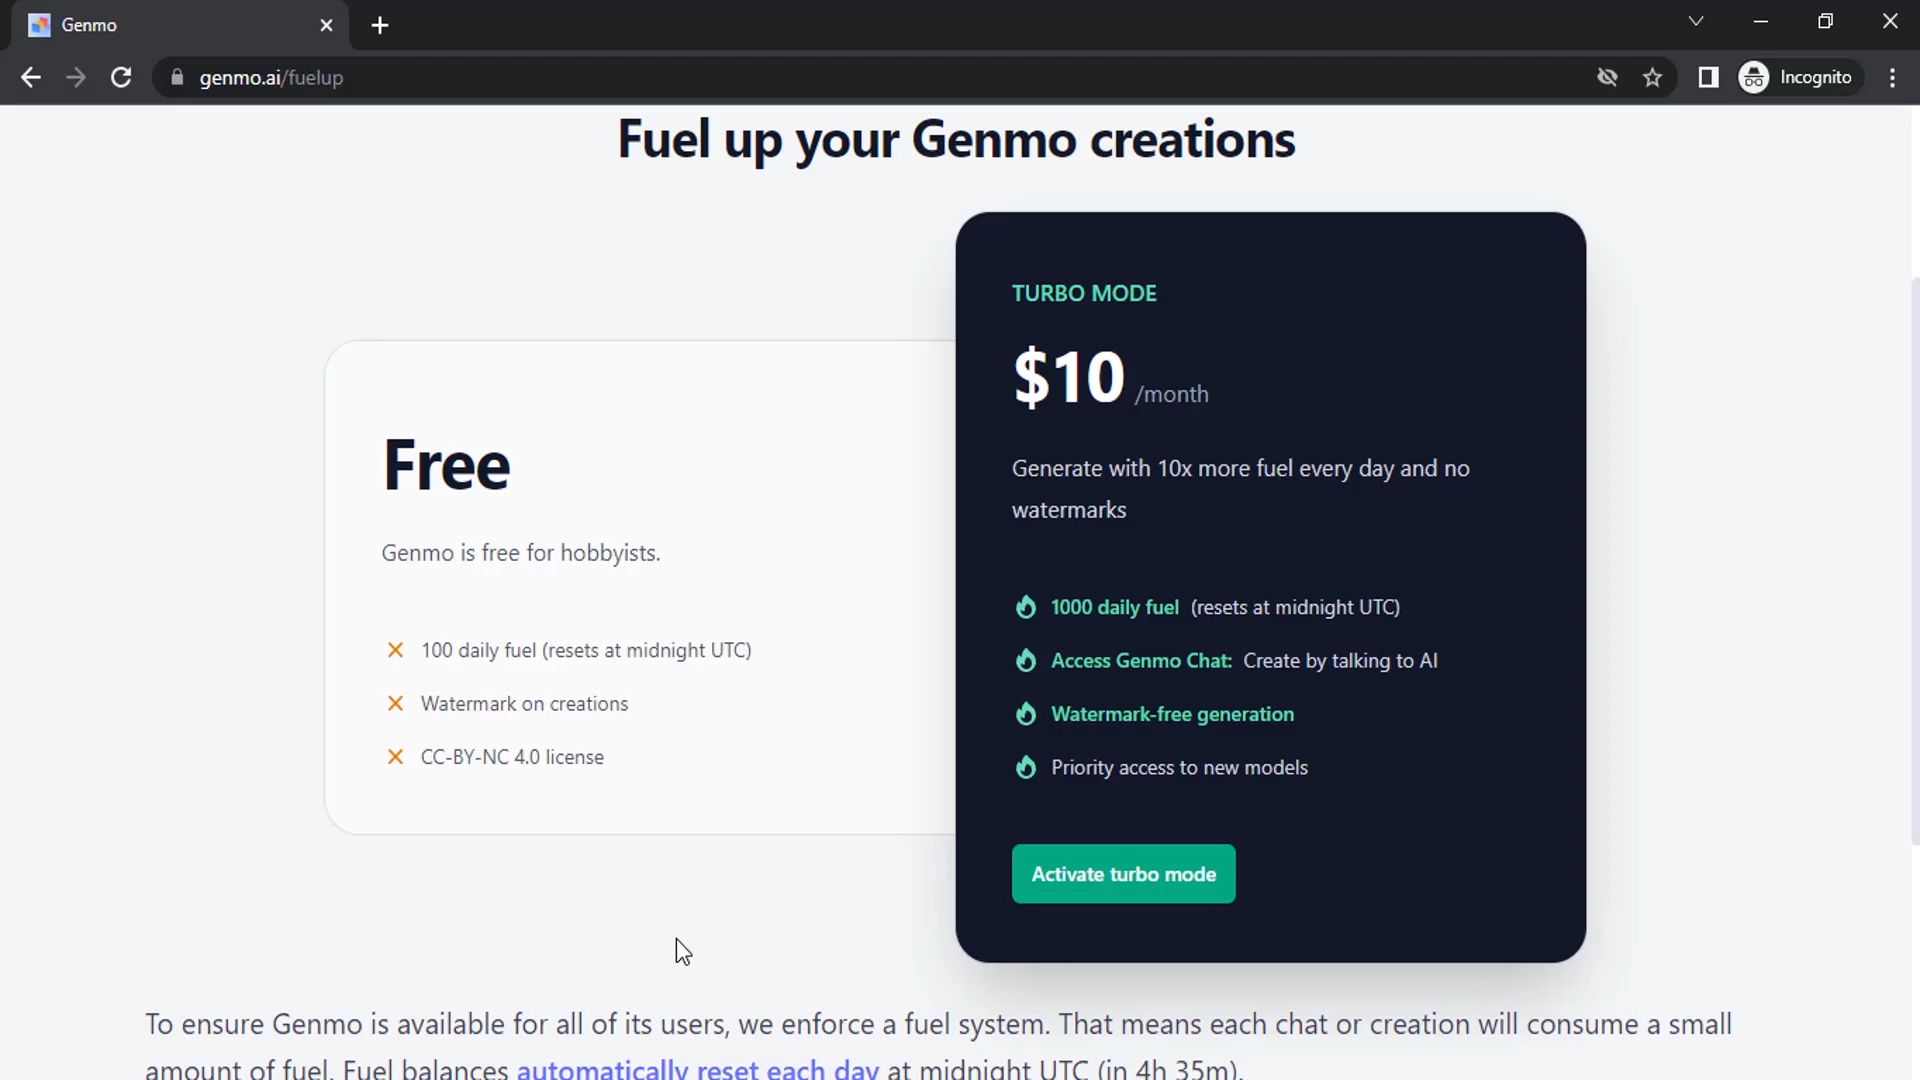 Genmo
genmo.ai/fuelup
Incognito
Fuel up your Genmo creations
Free
Genmo is free for hobbyists.
100 daily fuel (resets at midnight UTC)
Watermark on creations
CC-BY-NC 4.0 license
TURBO MODE
$10 /month
Generate with 10x more fuel every day and no
watermarks
1000 daily fuel (resets at midnight UTC)
Access Genmo Chat: Create by talking to AI
Watermark-free generation
Priority access to new models
Activate turbo mode
To ensure Genmo is available for all of its users, we enforce a fuel system. That means each chat or creation will consume a small
amount of fuel. Fuel balances automatically reset each day at midnight UTC (in 4h 35m).